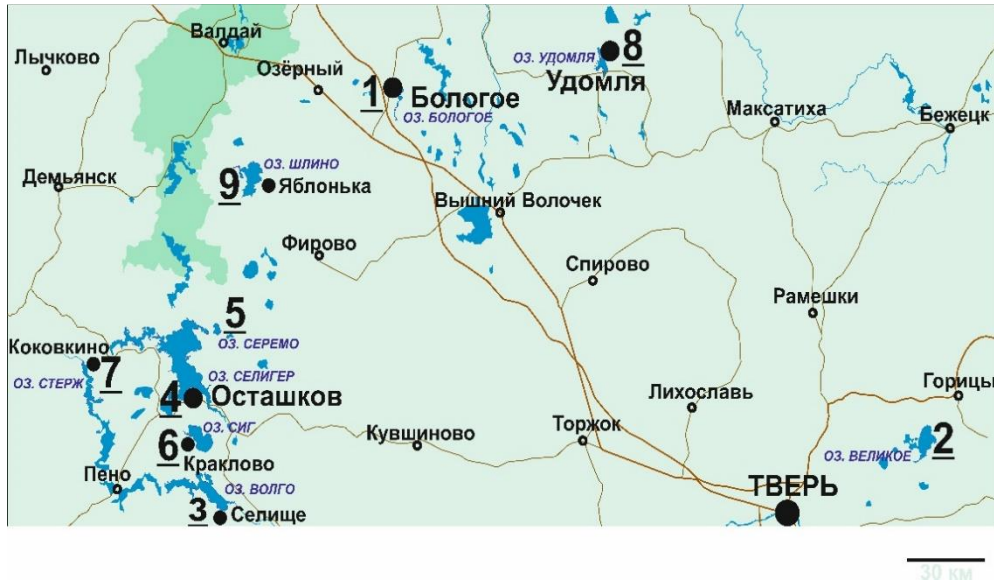 Валдай
Лычково
Озёрный
1
Бологое
ОЗ. БОЛОГОЕ
ОЗ. УДОМЛЯ
8
Удомля
Максатиха
Бежецк
Демьянск
9
ОЗ. ШЛИНО
Яблонька
Вышний Волочек
Фирово
Спирово
Рамешки
5
ОЗ. СЕРЕМО
Коковкино
7
ОЗ. СТЕРЖ
ОЗ. СЕЛИГЕР
4
Осташков
Лихославль
Горицы
ОЗ. СИГ
6
Краклово
Кувшиново
Торжок
ОЗ. ВЕЛИКОЕ
2
Пено
ОЗ. ВОЛГО
3
Селище
ТВЕРЬ
30 км